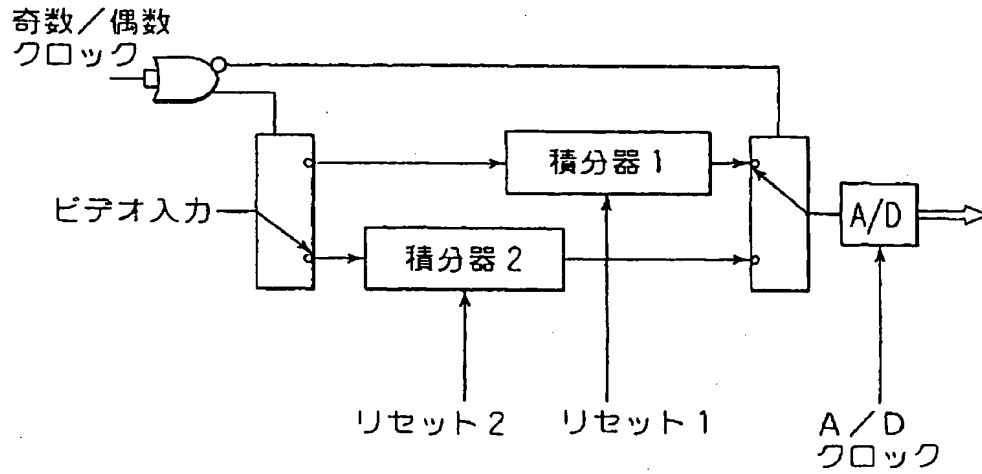 奇数／偶数
クロック
積分器1
ビデオ入力
A/D
積分器2
リセット2
リセット1
A／D
クロック